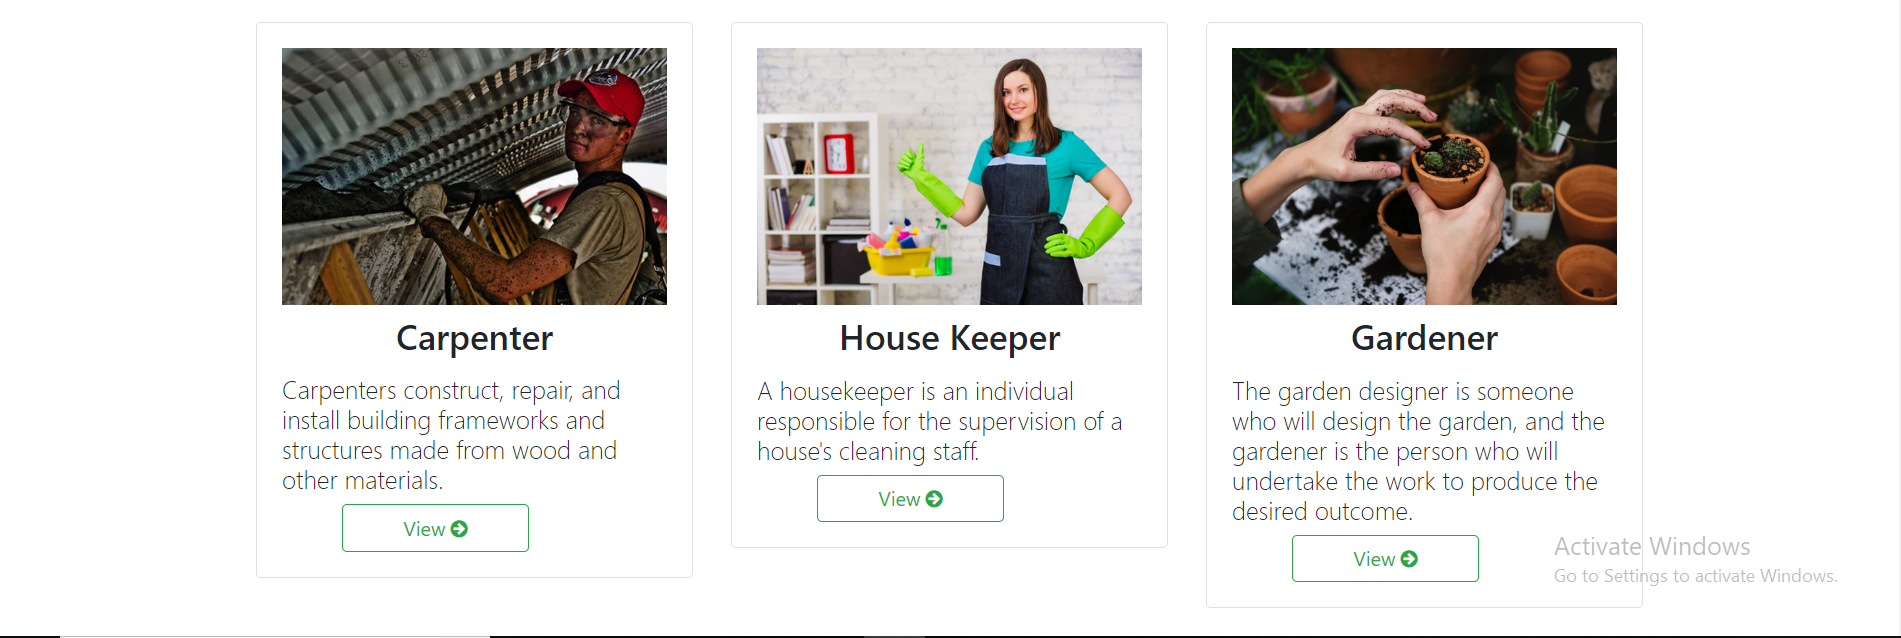 Carpenter
Carpenters construct, repair, and
install building frameworks and
structures made from wood and
other materials.
View
House Keeper
A housekeeper is an individual
responsible for the supervision of a
house's cleaning staff.
View
Gardener
The garden designer is someone
who will design the garden, and the
gardener is the person who will
undertake the work to produce the
desired outcome.
View
Activate Windows
Go to Settings to activate Windows.